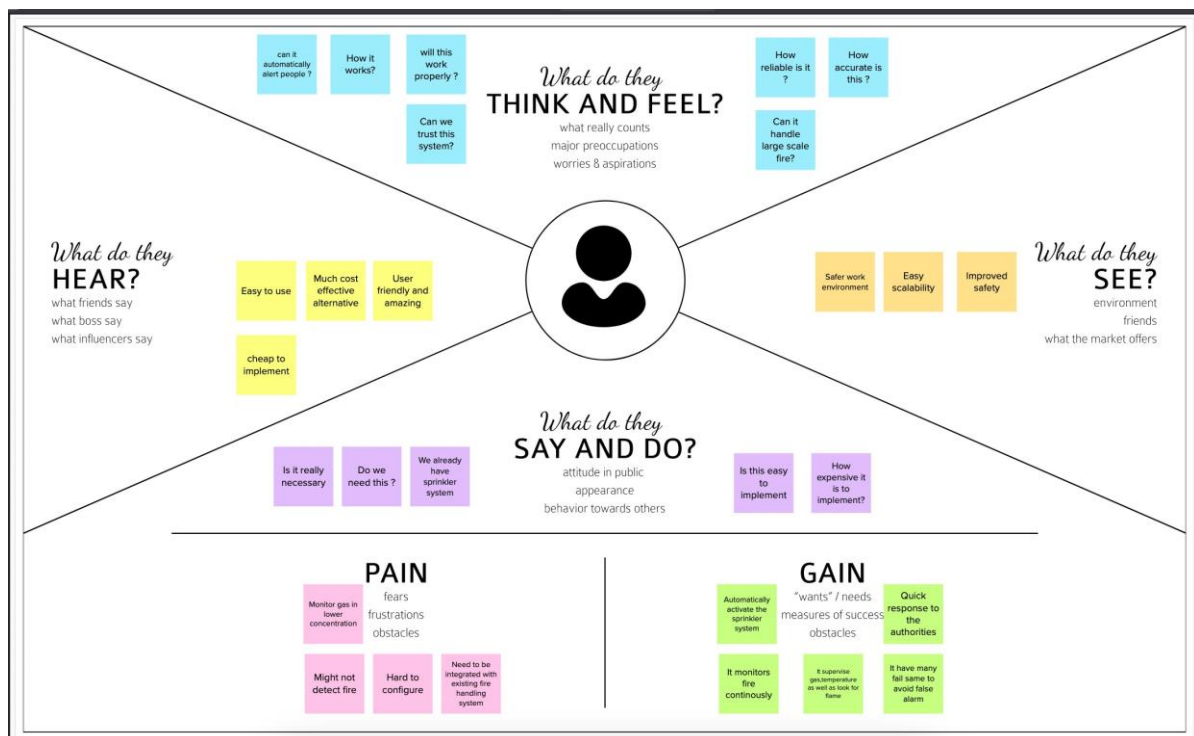 can it
automatically
alert people ?
How it
works?
will this
work
properly ?
Can we
trust this
system?
What do they
THINK AND FEEL?
what really counts
major preoccupations
worries & aspirations
How
reliable is it
?
How
accurate is
this ?
Can it
handle
large scale
fire?
What do they
HEAR?
what friends say
what boss say
what influencers say
Easy to use
Much cost
effective
alternative
User
friendly and
amazing
cheap to
implement
Safer work
environment
Easy
scalability
Improved
safety
What do they
SEE?
environment
friends
what the market offers
What do they
SAY AND DO?
attitude in public
appearance
behavior towards others
Is it really
necessary
Do we
need this ?
We already
have
sprinkler
system
Is this easy
to
implement
How
expensive it
is to
implement?
PAIN
fears
frustrations
obstacles
Monitor gas in
lower
concentration
Might not
detect fire
Hard to
configure
Need to be
integrated with
existing fire
handling
system
GAIN
"wants" / needs
measures of success
obstacles
Automatically
activate the
sprinkler
system
Quick
response to
the
authorities
It monitors
fire
continously
It supervise
gas,temperature
as well as look for
flame
It have many
fail same to
avoid false
alarm